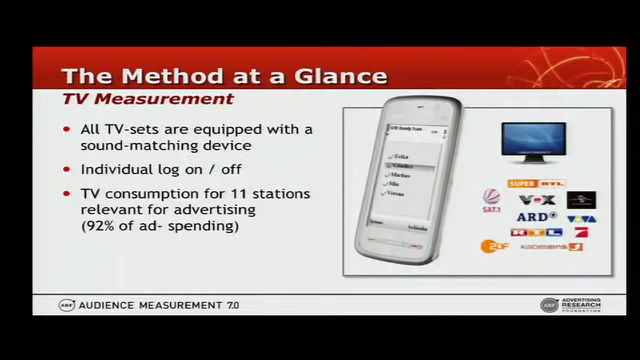 The Method at a Glance
TV Measurement
• All TV-sets are equipped with a
sound-matching device
• Individual log on / off
• TV consumption for 11 stations
relevant for advertising
(92% of ad- spending)
Erika
Markus
Mia
Verena
SUPER RTL
SAT.1
VOX
ARD
VIVA
RTL
ZDF
kabel eins
ARF AUDIENCE MEASUREMENT 7.0
ARF ADVERTISING
RESEARCH
FOUNDATION